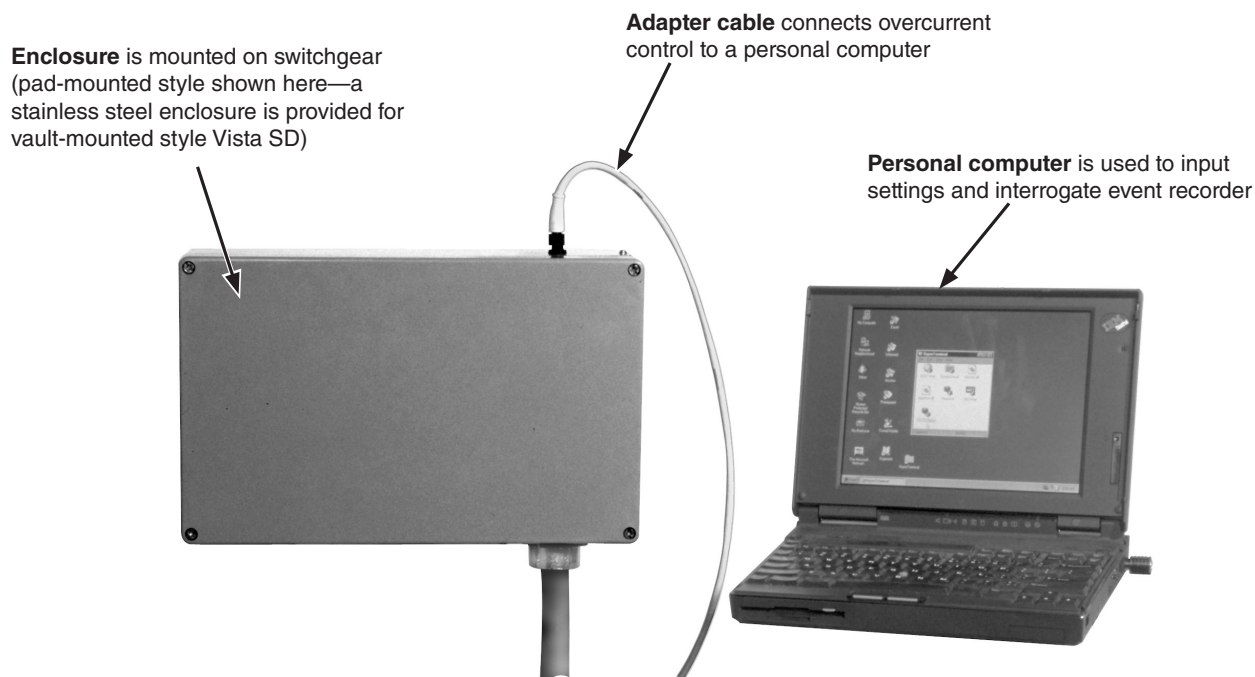 Adapter cable connects overcurrent
control to a personal computer
Enclosure is mounted on switchgear
(pad-mounted style shown here—a
stainless steel enclosure is provided for
vault-mounted style Vista SD)
Personal computer is used to input
settings and interrogate event recorder
IBM